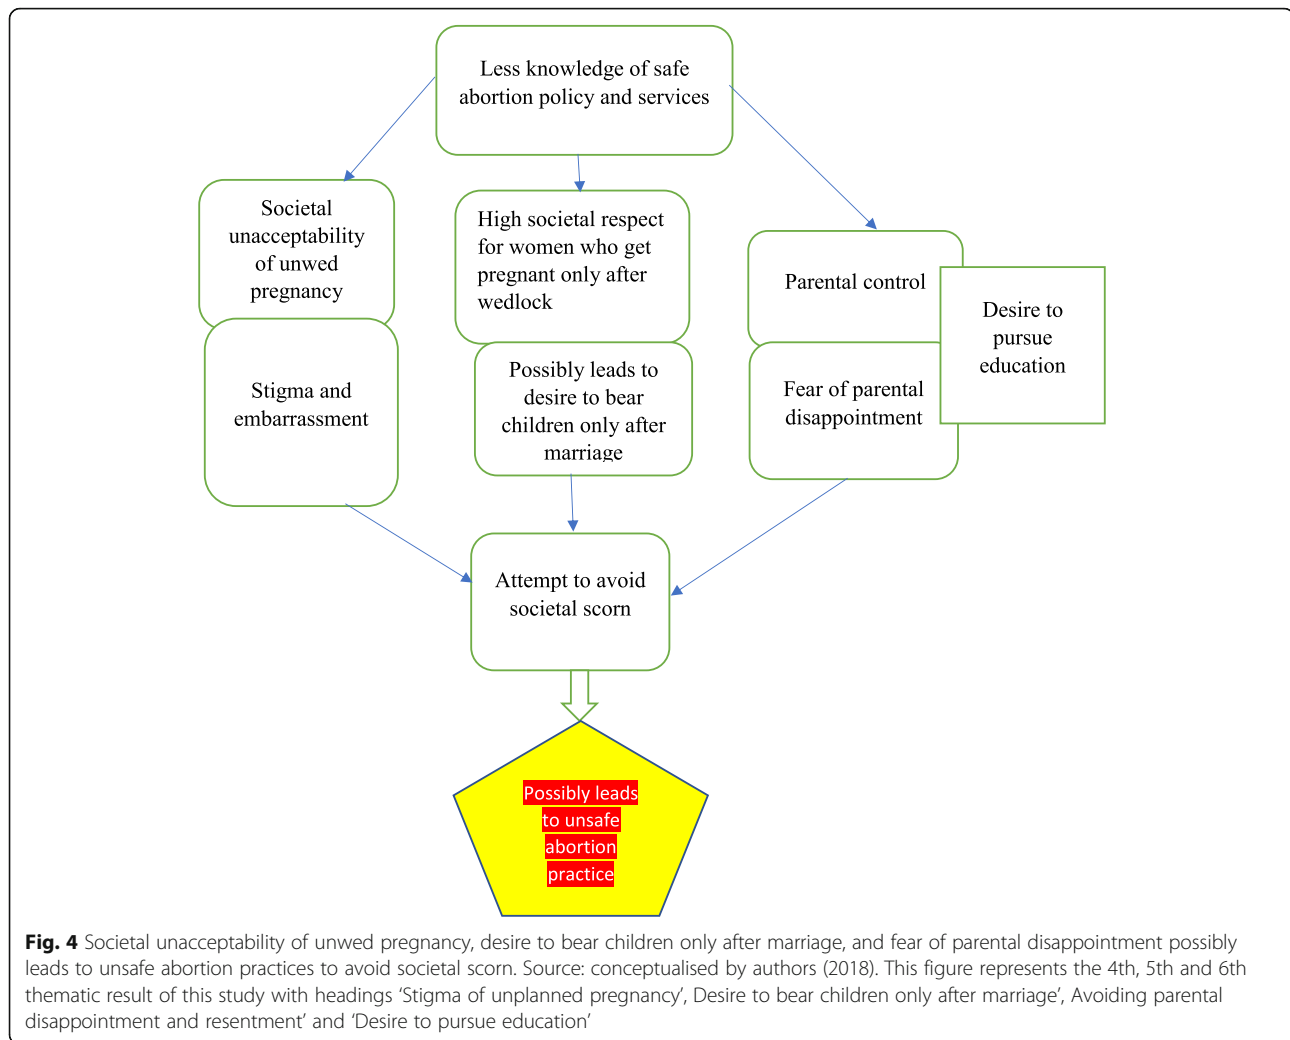 Less knowledge of safe
abortion policy and services
Societal
unacceptability
of unwed
pregnancy
High societal respect
for women who get
pregnant only after
wedlock
Parental control
Desire to
pursue
education
Stigma and
embarrassment
Possibly leads to
desire to bear
children only after
marriage
Fear of parental
disappointment
Attempt to avoid
societal scorn
Possibly leads
to unsafe
abortion
practice
Fig. 4 Societal unacceptability of unwed pregnancy, desire to bear children only after marriage, and fear of parental disappointment possibly
leads to unsafe abortion practices to avoid societal scorn. Source: conceptualised by authors (2018). This figure represents the 4th, 5th and 6th
thematic result of this study with headings ‘Stigma of unplanned pregnancy’, Desire to bear children only after marriage’, Avoiding parental
disappointment and resentment’ and ‘Desire to pursue education’